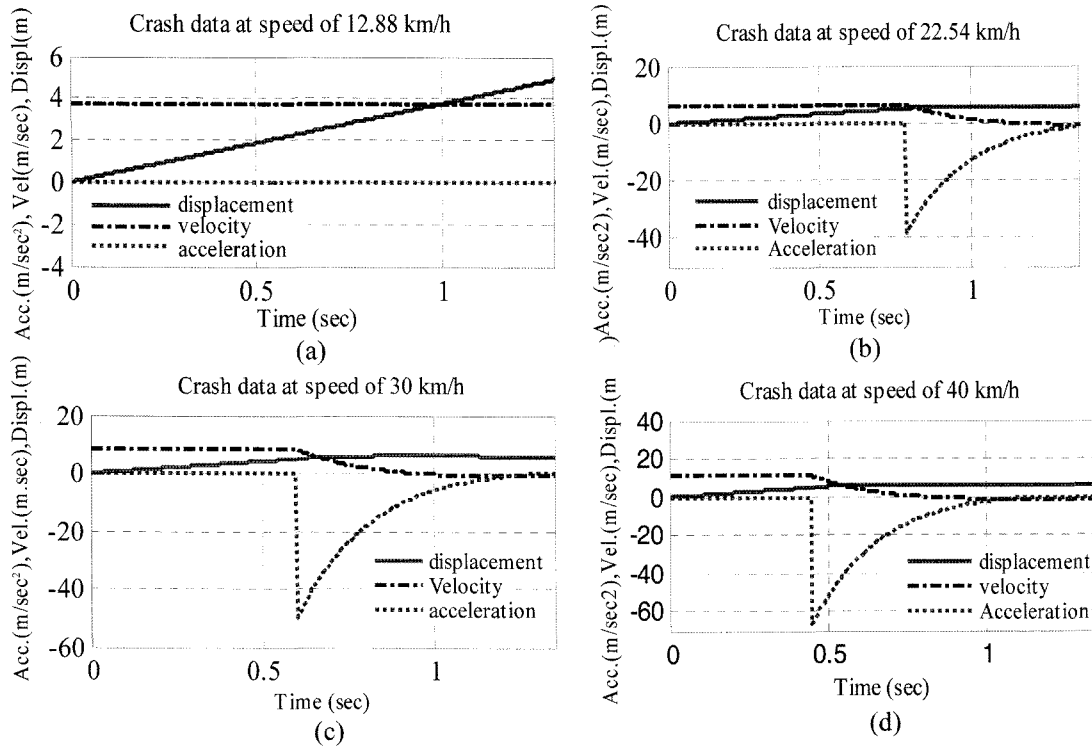 Crash data at speed of 12.88 km/h
Acc.(m/sec²), Vel(m/sec), Displ(m)
6
4
2
0
-2
-4
displacement
velocity
acceleration
0
0.5
1
Time (sec)
(a)
Crash data at speed of 22.54 km/h
)Acc.(m/sec2),Vel.(m/sec),Displ.(m
20
0
-20
-40
displacement
Velocity
Acceleration
0
0.5
1
Time (sec)
(b)
Crash data at speed of 30 km/h
Acc.(m/sec²),Vel.(m.sec),Displ.(m)
20
0
-20
-40
-60
displacement
Velocity
acceleration
0
0.5
1
Time (sec)
(c)
Crash data at speed of 40 km/h
Acc.(m/sec2),Vel.(m/sec),Displ.(m
40
20
0
-20
-40
-60
displacement
velocity
Acceleration
0
0.5
1
Time (sec)
(d)